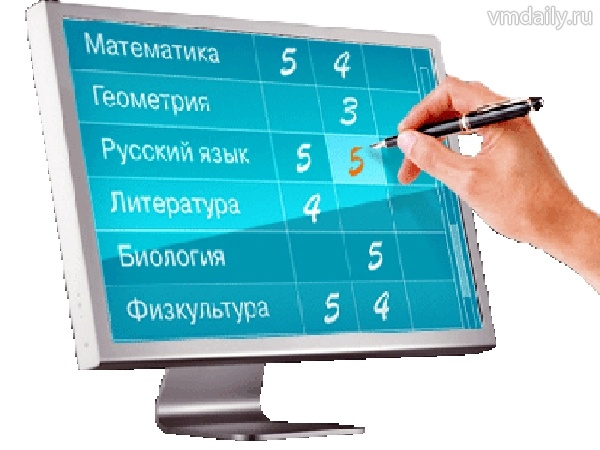 vmdaily.ru
Математика 5 4
Геометрия 3
Русский язык 5 5
Литература 4
Биология 5
Физкультура 5 4